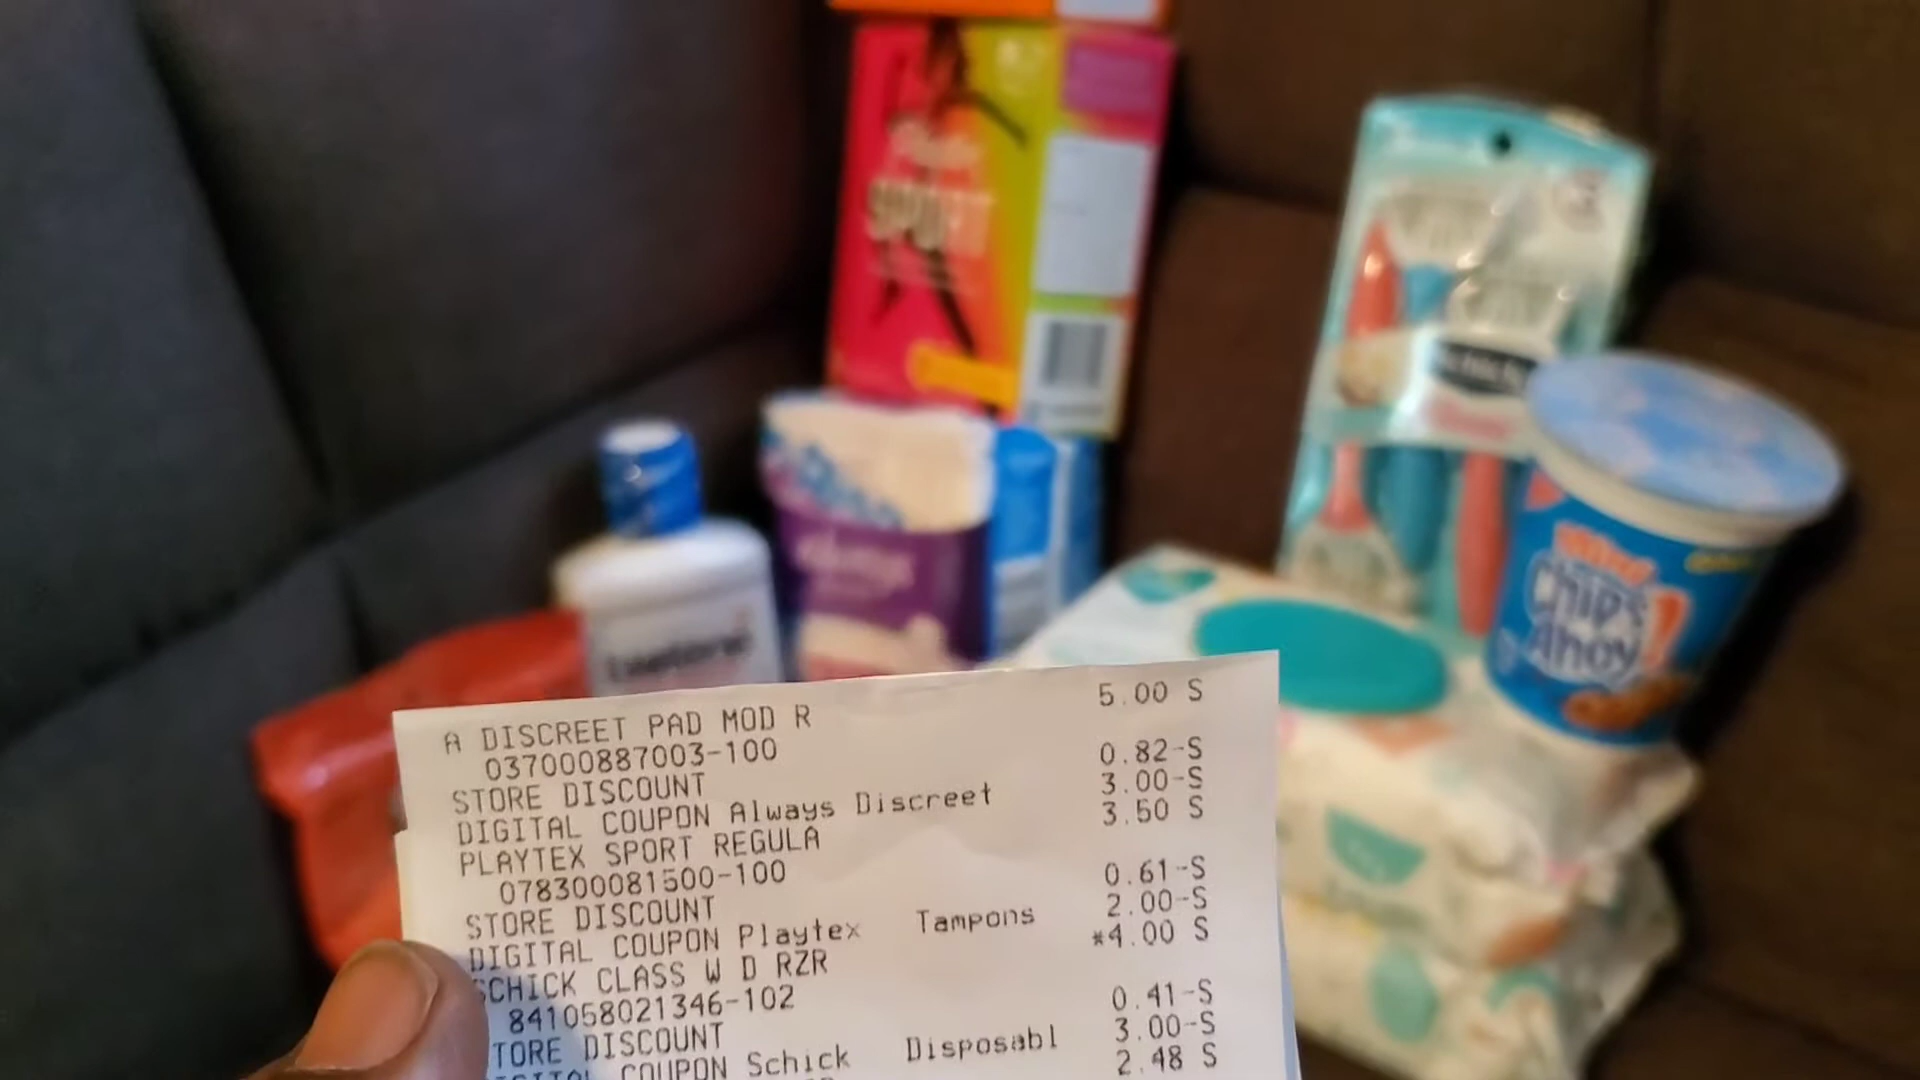 SPORT
Mini
Chips
Ahoy!
A DISCREET PAD MOD R 5.00 S
037000887003-100
STORE DISCOUNT 0.82-S
DIGITAL COUPON Always Discreet 3.00-S
PLAYTEX SPORT REGULA 3.50 S
078300081500-100
STORE DISCOUNT 0.61-S
DIGITAL COUPON Playtex Tampons 2.00-S
SCHICK CLASS W D RZR *4.00 S
841058021346-102
TORE DISCOUNT 0.41-S
COUPON Schick Disposabl 3.00-S
2.48 S